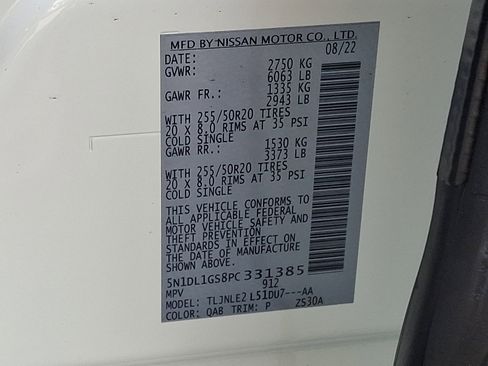 MFD BY NISSAN MOTOR CO., LTD.
DATE: 08/22
GVWR: 2750 KG
6063 LB
GAWR FR.: 1335 KG
2943 LB
WITH 255/50R20 TIRES
20 X 8.0 RIMS AT 35 PSI
COLD SINGLE
GAWR RR.: 1530 KG
3373 LB
WITH 255/50R20 TIRES
20 X 8.0 RIMS AT 35 PSI
COLD SINGLE
THIS VEHICLE CONFORMS TO
ALL APPLICABLE FEDERAL
MOTOR VEHICLE SAFETY AND
THEFT PREVENTION
STANDARDS IN EFFECT ON
THE DATE OF MANUFACTURE
SHOWN ABOVE.
5N1DL1GS8PC 331385
MPV 912
MODEL: TLJNLE2 L51DU7---AA
COLOR: QAB TRIM: P ZS30A